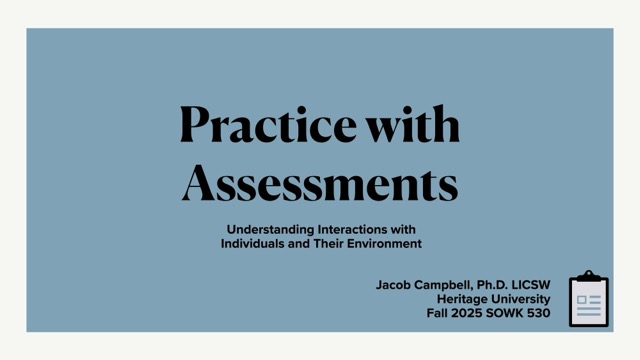 Practice with
Assessments
Understanding Interactions with
Individuals and Their Environment
Jacob Campbell, Ph.D. LICSW
Heritage University
Fall 2025 SOWK 530